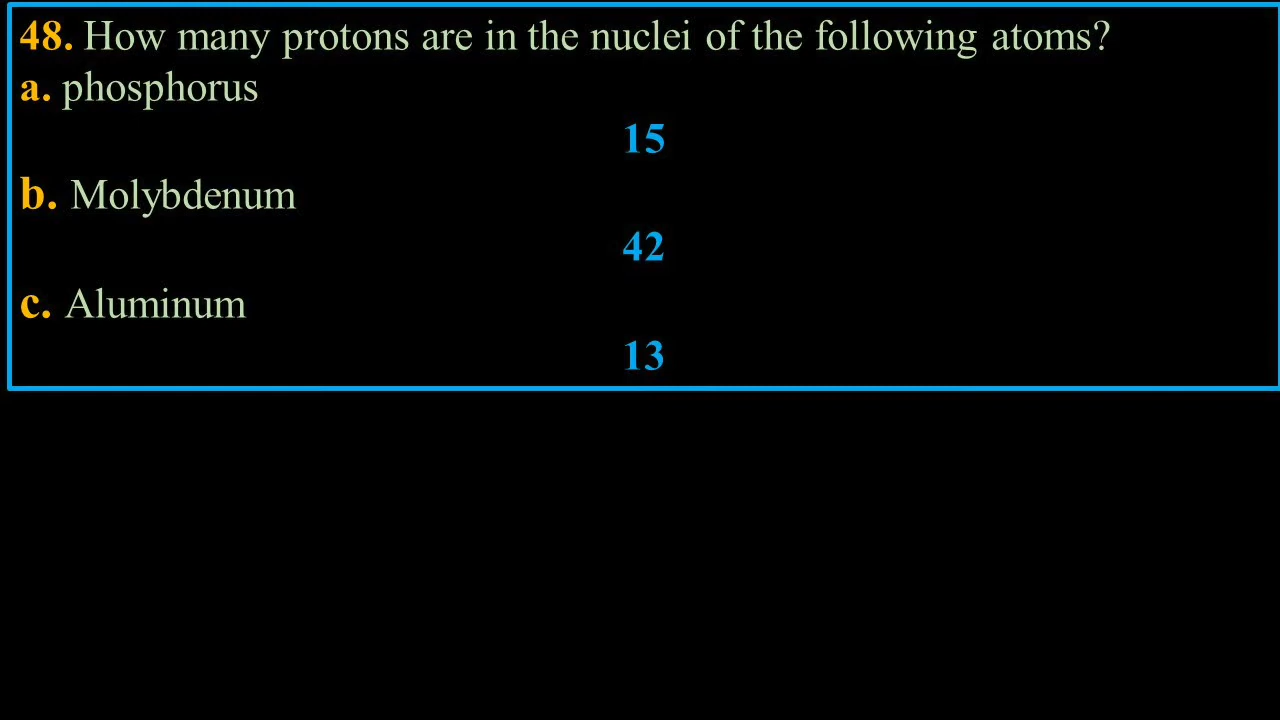 48. How many protons are in the nuclei of the following atoms?
a. phosphorus
15
b. Molybdenum
42
c. Aluminum
13